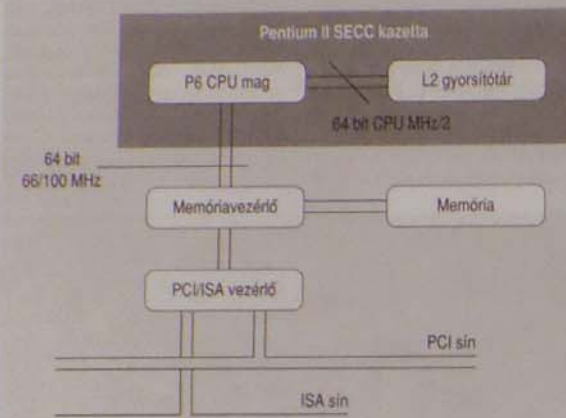 Pentium II SECC kazetta
P6 CPU mag
L2 gyorsítótár
64 bit CPU MHz/2
64 bit
66/100 MHz
Memóriavezérlő
Memória
PCI/ISA vezérlő
PCI sín
ISA sín